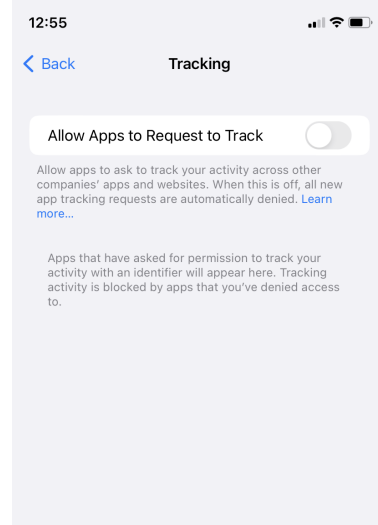 12:55
Back
Tracking
Allow Apps to Request to Track
Allow apps to ask to track your activity across other
companies’ apps and websites. When this is off, all new
app tracking requests are automatically denied. Learn
more...
Apps that have asked for permission to track your
activity with an identifier will appear here. Tracking
activity is blocked by apps that you’ve denied access
to.